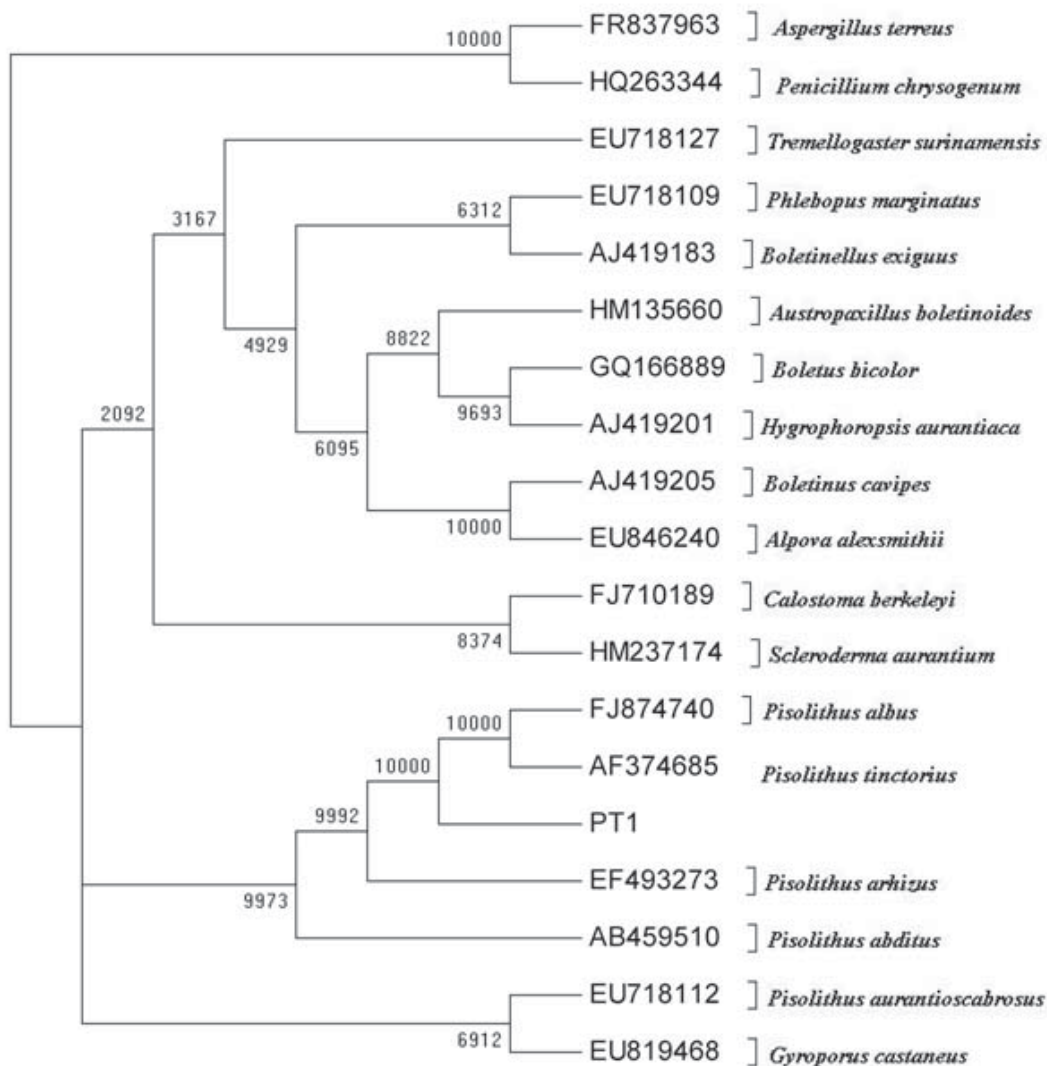 10000
FR837963 ] Aspergillus terreus
HQ263344 ] Penicillium chrysogenum
EU718127 ] Tremellogaster surinamensis
3167
6312
EU718109 ] Phlebopus marginatus
AJ419183 ] Boletinellus exiguus
4929
HM135660 ] Austropaxillus boletinoides
8822
GQ166889 ] Boletus bicolor
9693
AJ419201 ] Hygrophoropsis aurantiaca
2092
6095
AJ419205 ] Boletinus cavipes
10000
EU846240 ] Alpova alexsmithii
FJ710189 ] Calostoma berkeleyi
8374
HM237174 ] Scleroderma aurantium
10000
FJ874740 ] Pisolithus albus
AF374685 Pisolithus tinctorius
10000
PT1
9992
EF493273 ] Pisolithus arhizus
9973
AB459510 ] Pisolithus abditus
EU718112 ] Pisolithus aurantioscabrosus
6912
EU819468 ] Gyroporus castaneus